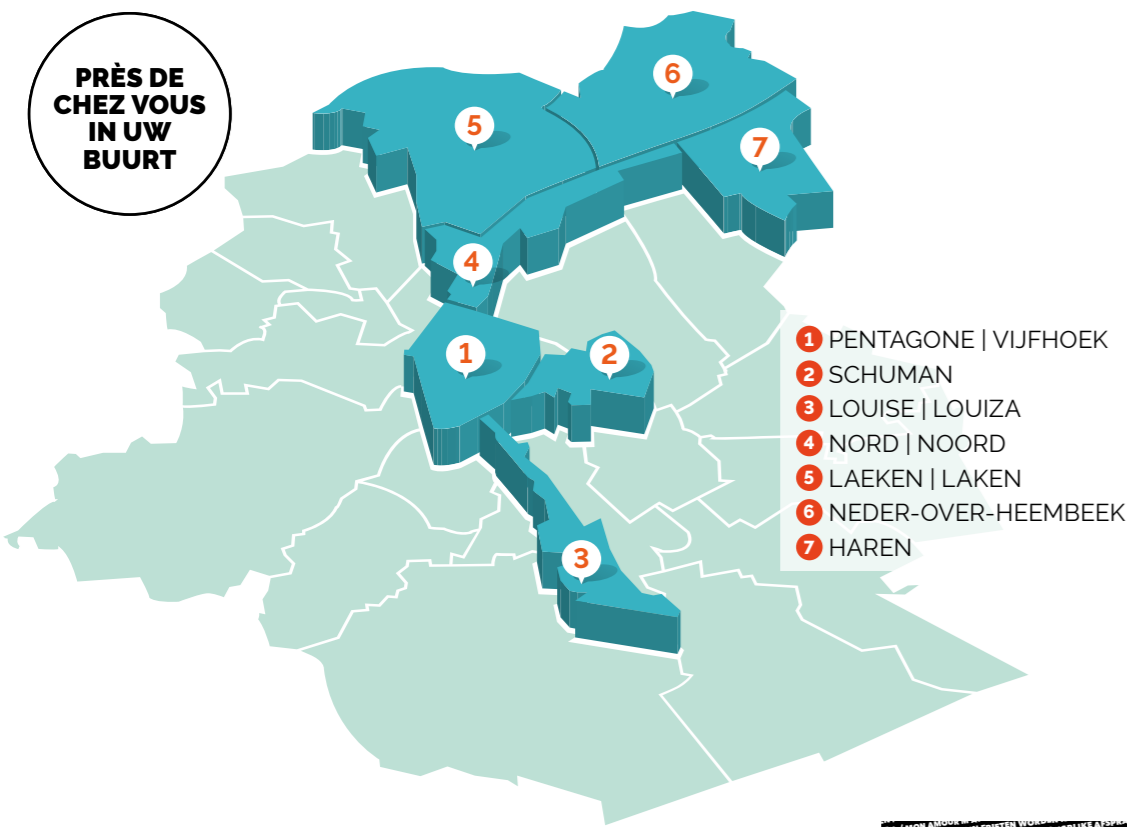 PRÈS DE
CHEZ VOUS
IN UW
BUURT
6
5
7
4
1
2
3
1 PENTAGONE | VIJFHOEK
2 SCHUMAN
3 LOUISE | LOUIZA
4 NORD | NOORD
5 LAEKEN | LAKEN
6 NEDER-OVER-HEEMBEEK
7 HAREN